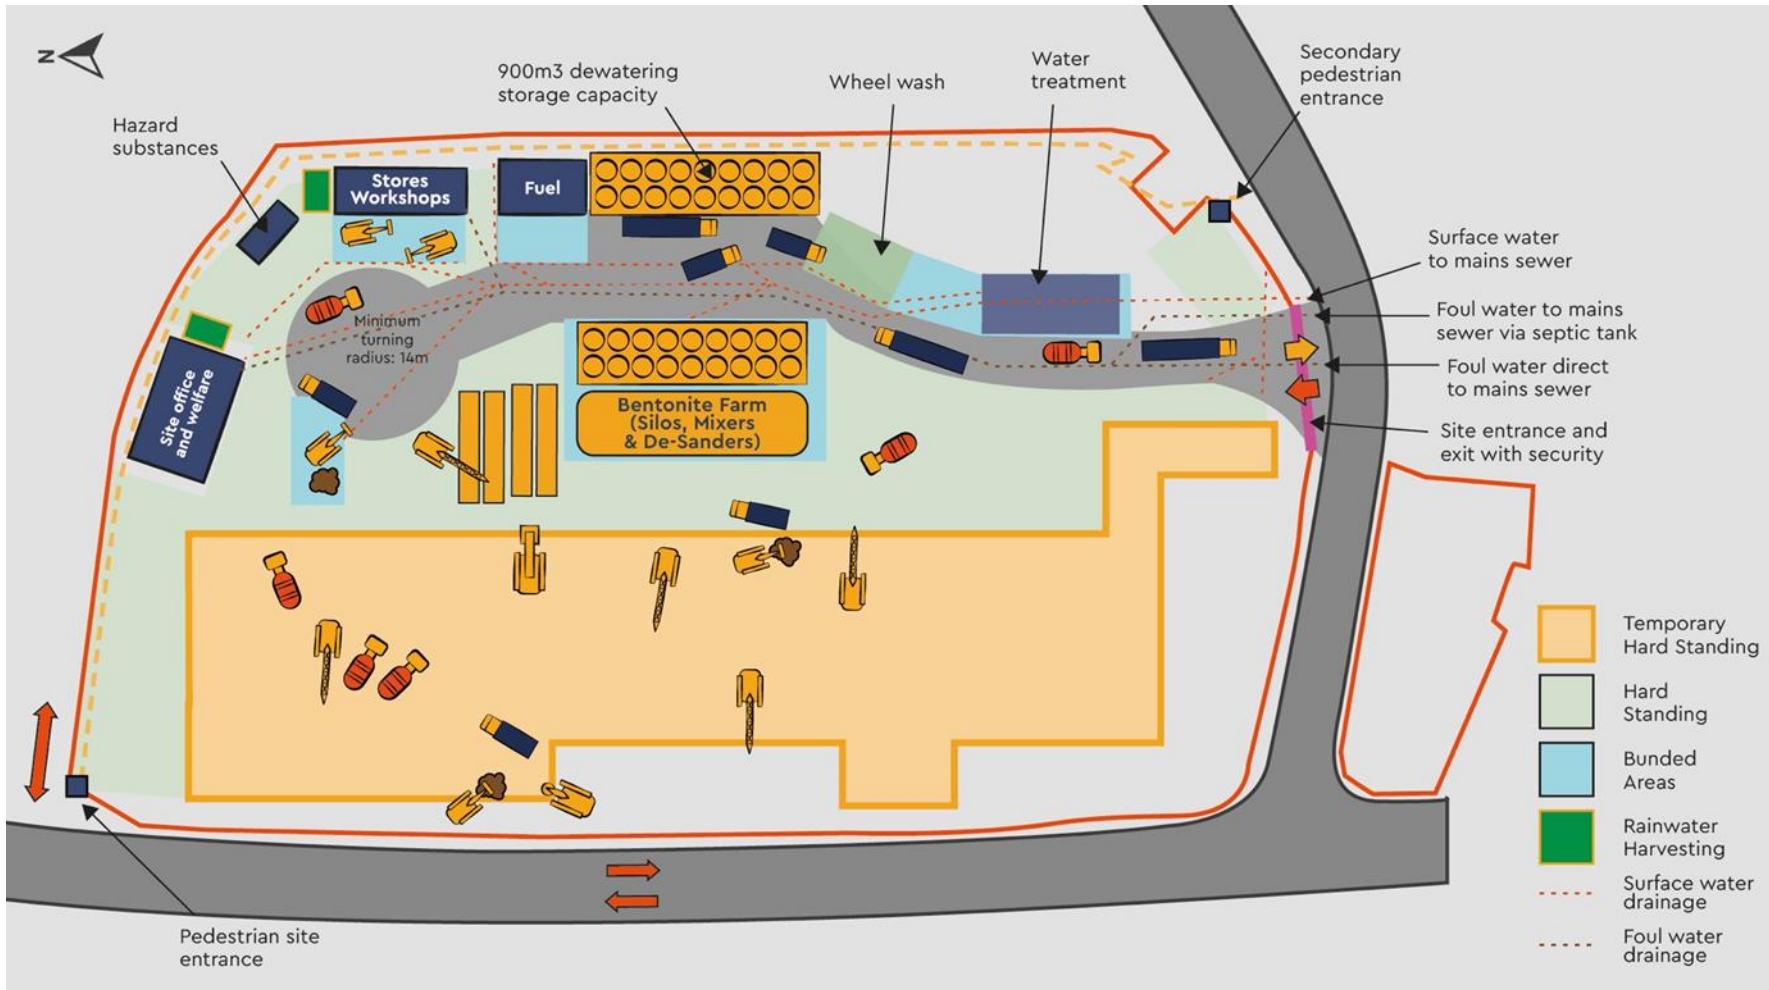 N
Hazard
substances
900m3 dewatering
storage capacity
Wheel wash
Water
treatment
Secondary
pedestrian
entrance
Stores
Workshops
Fuel
Surface water
to mains sewer
Foul water to mains
sewer via septic tank
Foul water direct
to mains sewer
Site entrance and
exit with security
Minimum
turning
radius: 14m
Site office
and welfare
Bentonite Farm
(Silos, Mixers
& De-Sanders)
Pedestrian site
entrance
Temporary
Hard Standing
Hard
Standing
Bunded
Areas
Rainwater
Harvesting
Surface water
drainage
Foul water
drainage